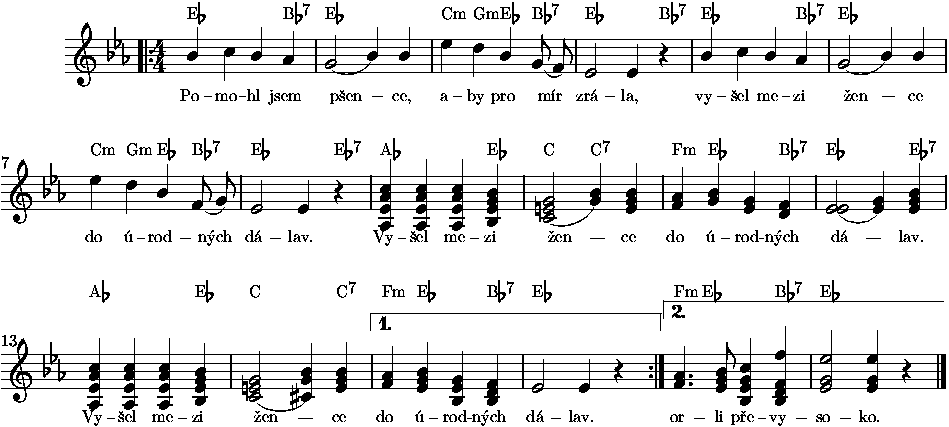 E♭ B♭7 E♭ Cm Gm E♭ B♭7 E♭ B♭7 E♭ B♭7 E♭
4 4
Po – mo – hl jsem pšen – ce, a – by pro mír zrá – la, vy – šel me – zi žen – ce
Cm Gm E♭ B♭7 E♭ E♭7 A♭ E♭ C C7 Fm E♭ B♭7 E♭ E♭7
7
do ú – rod – ných dá – lav. Vy – šel me – zi žen – ce do ú – rod-ných dá – lav.
A♭ E♭ C C7 Fm E♭ B♭7 E♭ Fm E♭ B♭7 E♭
1. 2.
13
Vy – šel me – zi žen – ce do ú – rod-ných dá – lav. or – li pře – vy – so – ko.